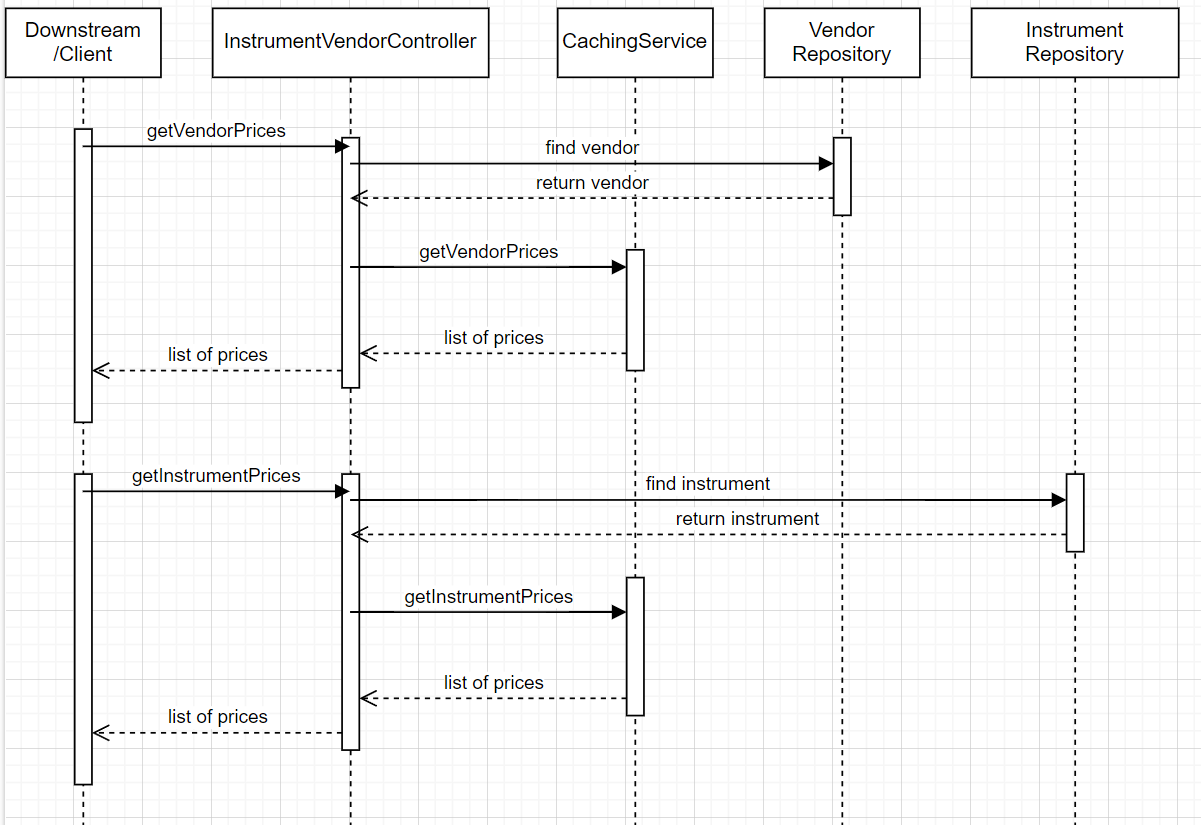 Downstream
/Client
InstrumentVendorController
CachingService
Vendor
Repository
Instrument
Repository
getVendorPrices
find vendor
return vendor
getVendorPrices
list of prices
list of prices
getInstrumentPrices
find instrument
return instrument
getInstrumentPrices
list of prices
list of prices